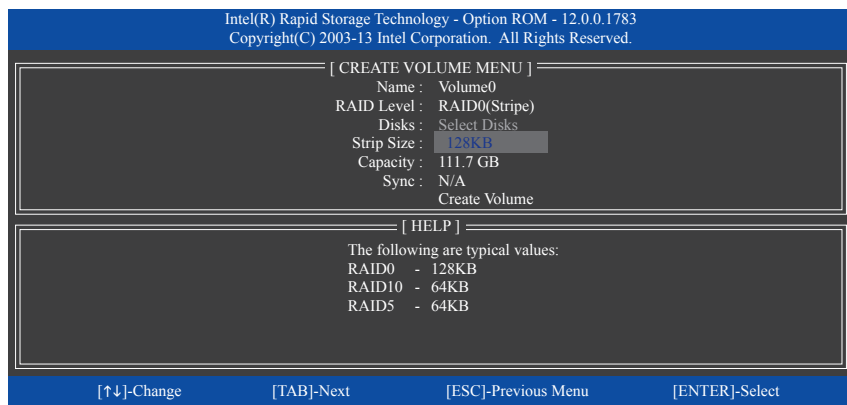 Intel(R) Rapid Storage Technology - Option ROM - 12.0.0.1783
Copyright(C) 2003-13 Intel Corporation. All Rights Reserved.
[ CREATE VOLUME MENU ]
Name : Volume0
RAID Level : RAID0(Stripe)
Disks : Select Disks
Strip Size : 128KB
Capacity : 111.7 GB
Sync : N/A
Create Volume
[ HELP ]
The following are typical values:
RAID0 - 128KB
RAID10 - 64KB
RAID5 - 64KB
[↑↓]-Change [TAB]-Next [ESC]-Previous Menu [ENTER]-Select